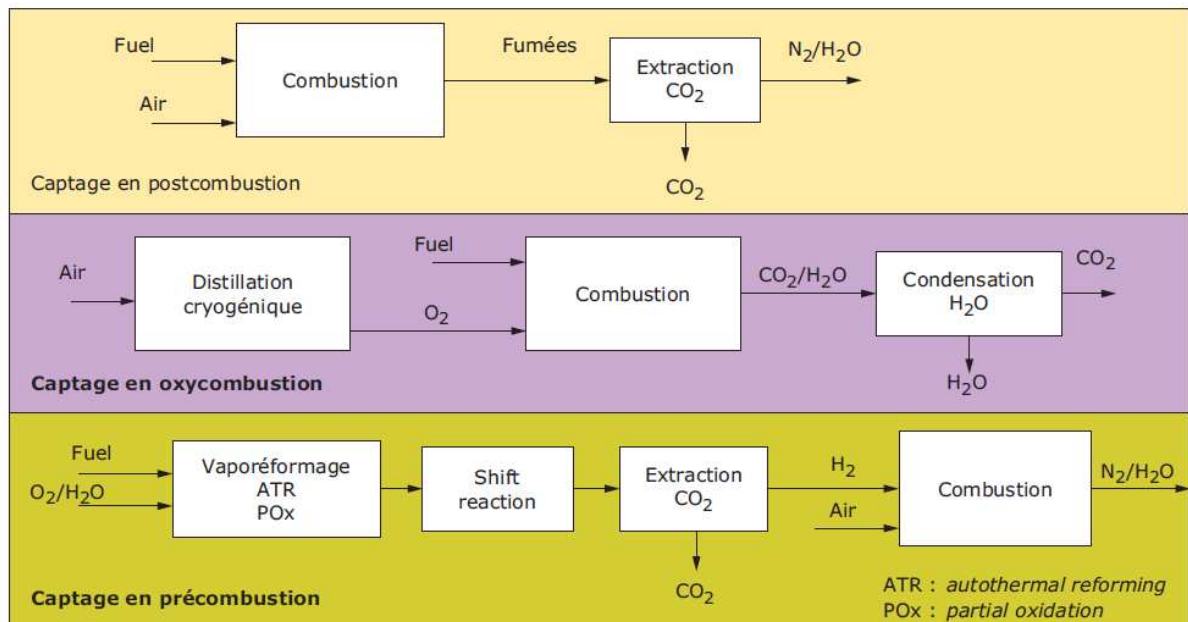 Fuel
Fumées
N₂/H₂O
Combustion
Extraction
CO₂
Air
CO₂
Captage en postcombustion
Fuel
Air
Distillation
cryogénique
O₂
Combustion
CO₂/H₂O
Condensation
H₂O
CO₂
H₂O
Captage en oxycombustion
Fuel
O₂/H₂O
Vaporéformage
ATR
POx
Shift
reaction
Extraction
CO₂
H₂
Air
Combustion
N₂/H₂O
CO₂
Captage en précombustion
ATR : autothermal reforming
POx : partial oxidation